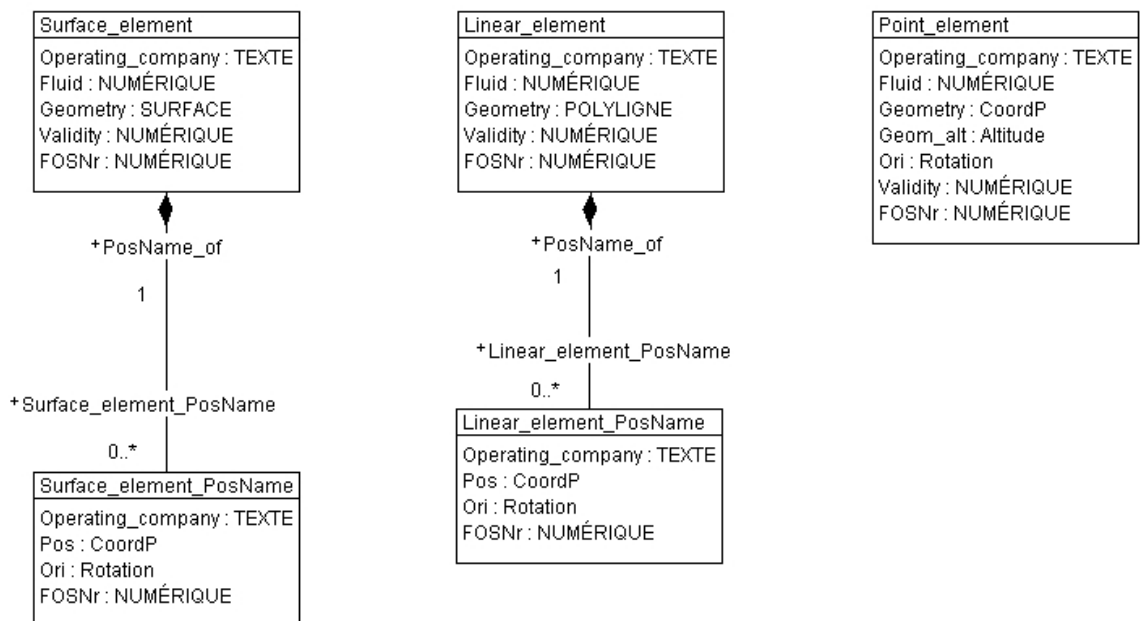 Surface_element
Operating_company : TEXTE
Fluid : NUMÉRIQUE
Geometry : SURFACE
Validity : NUMÉRIQUE
FOSNr : NUMÉRIQUE
+PosName_of
1
+Surface_element_PosName
0..*
Surface_element_PosName
Operating_company : TEXTE
Pos : CoordP
Ori : Rotation
FOSNr : NUMÉRIQUE
Linear_element
Operating_company : TEXTE
Fluid : NUMÉRIQUE
Geometry : POLYLIGNE
Validity : NUMÉRIQUE
FOSNr : NUMÉRIQUE
+PosName_of
1
+Linear_element_PosName
0..*
Linear_element_PosName
Operating_company : TEXTE
Pos : CoordP
Ori : Rotation
FOSNr : NUMÉRIQUE
Point_element
Operating_company : TEXTE
Fluid : NUMÉRIQUE
Geometry : CoordP
Geom_alt : Altitude
Ori : Rotation
Validity : NUMÉRIQUE
FOSNr : NUMÉRIQUE